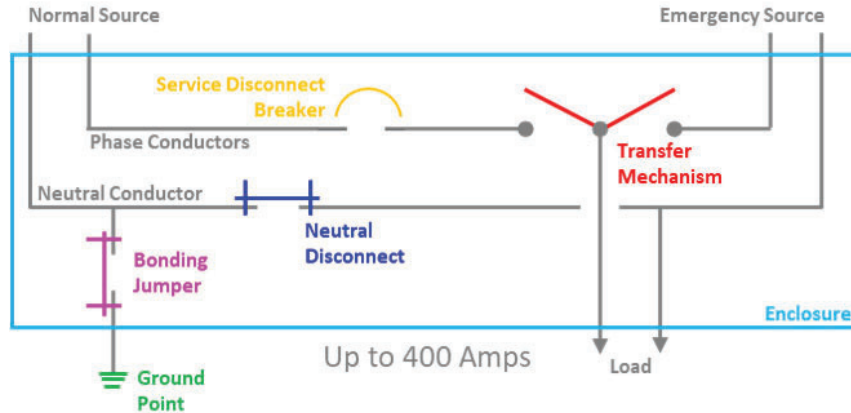 Normal Source
Emergency Source
Service Disconnect
Breaker
Phase Conductors
Transfer
Mechanism
Neutral Conductor
Neutral
Disconnect
Bonding
Jumper
Enclosure
Up to 400 Amps
Load
Ground
Point